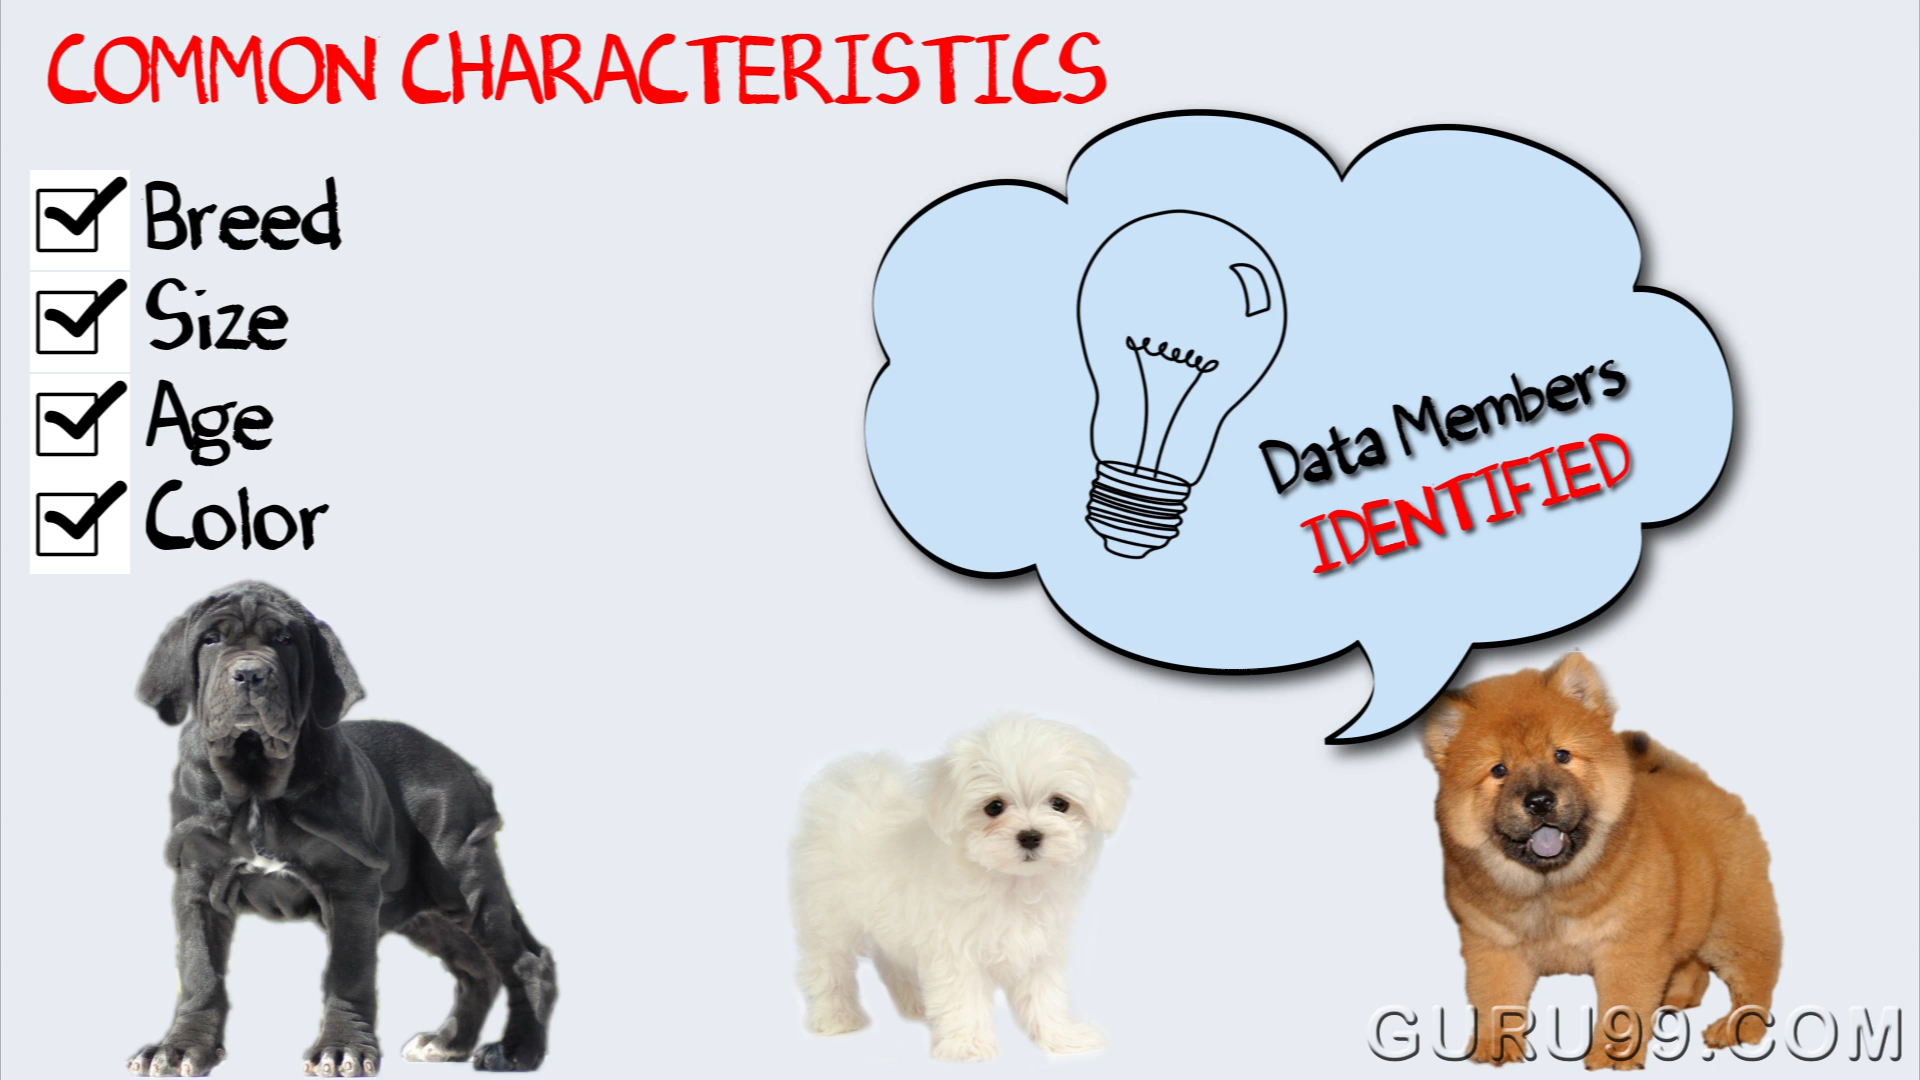 COMMON CHARACTERISTICS
Breed
Size
Age
Color
Data Members
IDENTIFIED
GURU99.COM